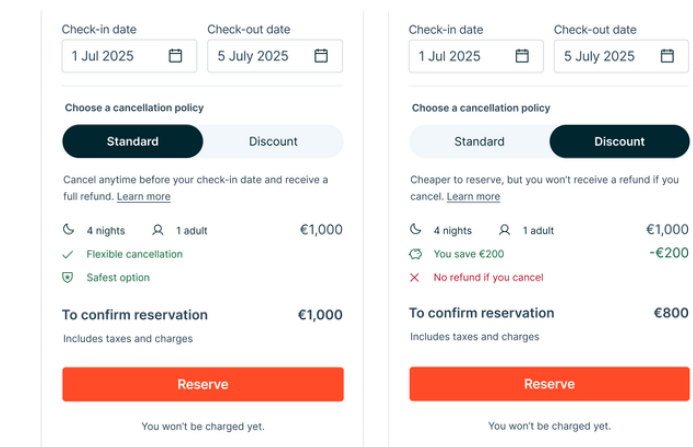 Check-in date
Check-out date
1 Jul 2025
5 July 2025
Choose a cancellation policy
Standard
Discount
Cancel anytime before your check-in date and receive a
full refund. Learn more
4 nights
1 adult
€1,000
Flexible cancellation
Safest option
To confirm reservation
€1,000
Includes taxes and charges
Reserve
You won't be charged yet.
Check-in date
Check-out date
1 Jul 2025
5 July 2025
Choose a cancellation policy
Standard
Discount
Cheaper to reserve, but you won't receive a refund if you
cancel. Learn more
4 nights
1 adult
€1,000
You save €200
-€200
No refund if you cancel
To confirm reservation
€800
Includes taxes and charges
Reserve
You won't be charged yet.